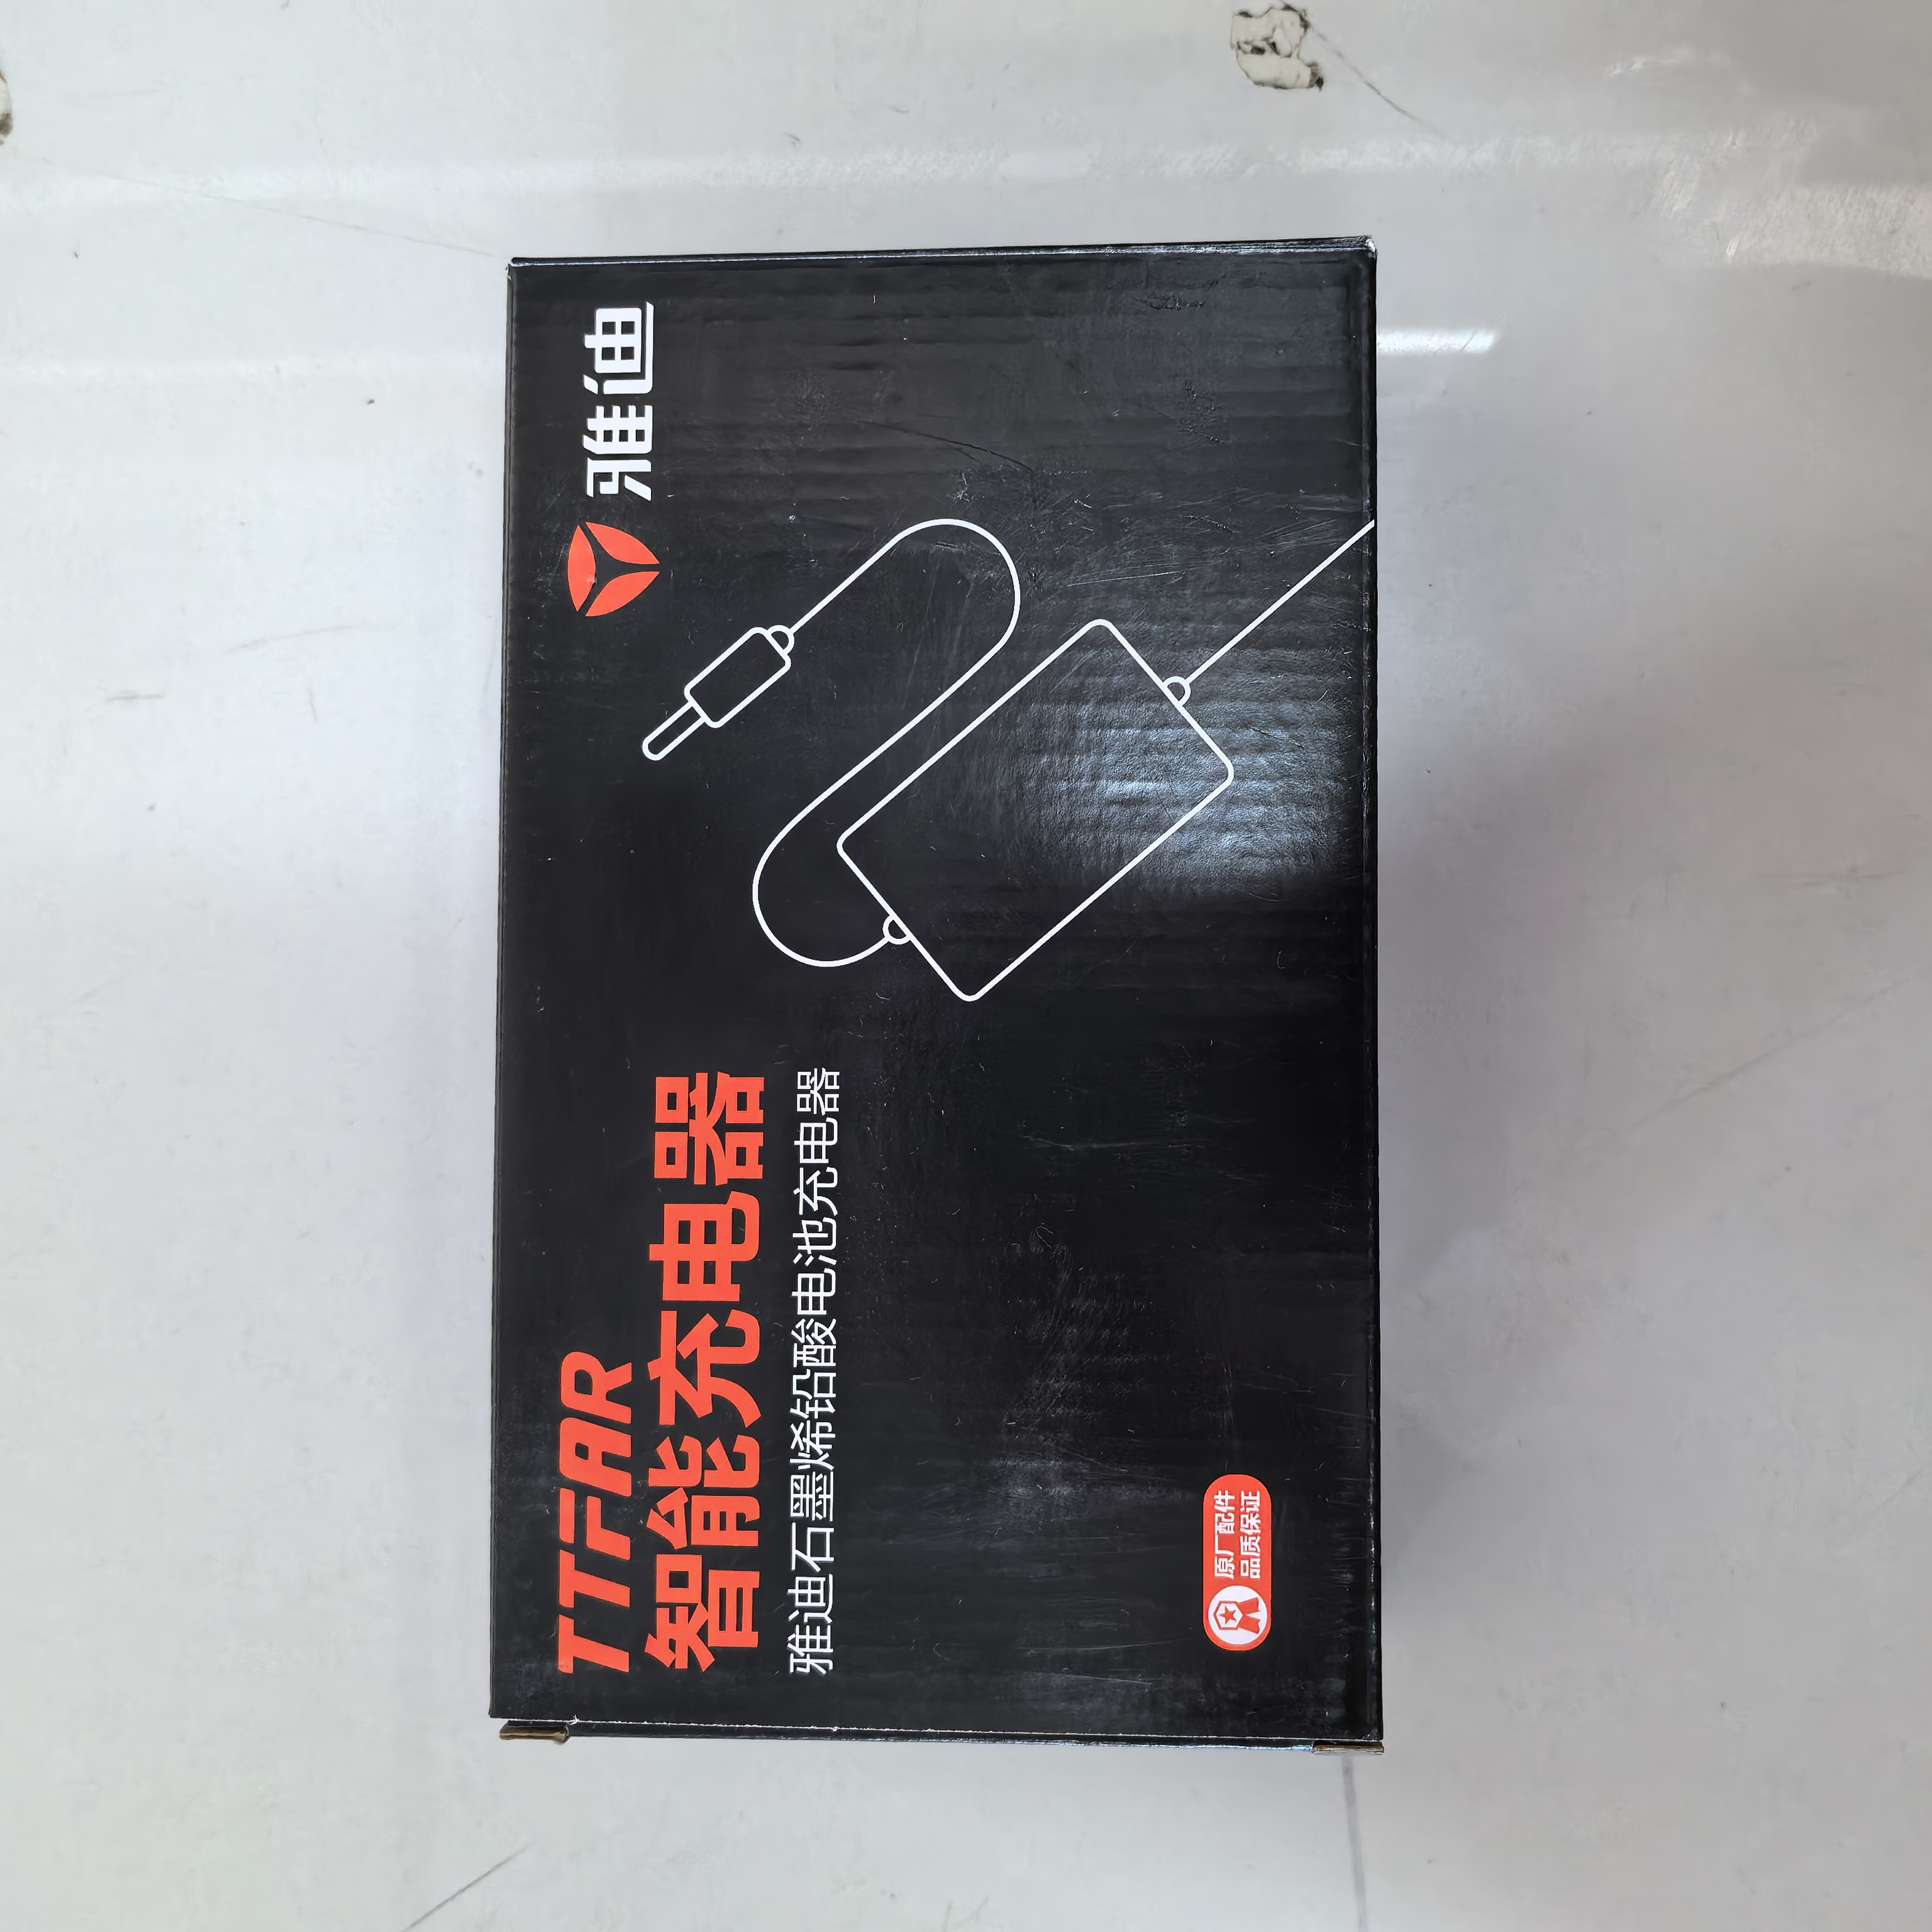 雅迪
TTFAR
智能充电器
雅迪石墨烯铅酸电池充电器
原厂配件
品质保证